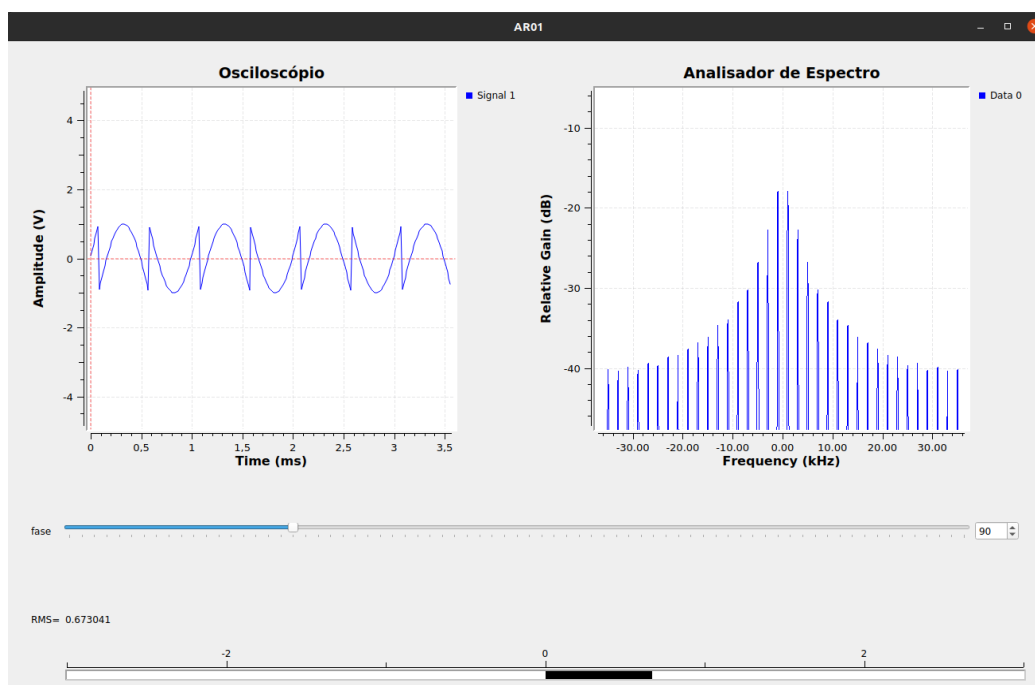 AR01
Osciloscópio
Signal 1
Amplitude (V)
4
2
0
-2
-4
0
0,5
1
1,5
2
2,5
3
3,5
Time (ms)
Analisador de Espectro
Data 0
Relative Gain (dB)
-10
-20
-30
-40
-30.00
-20.00
-10.00
0.00
10.00
20.00
30.00
Frequency (kHz)
fase
90
RMS= 0.673041
-2
0
2